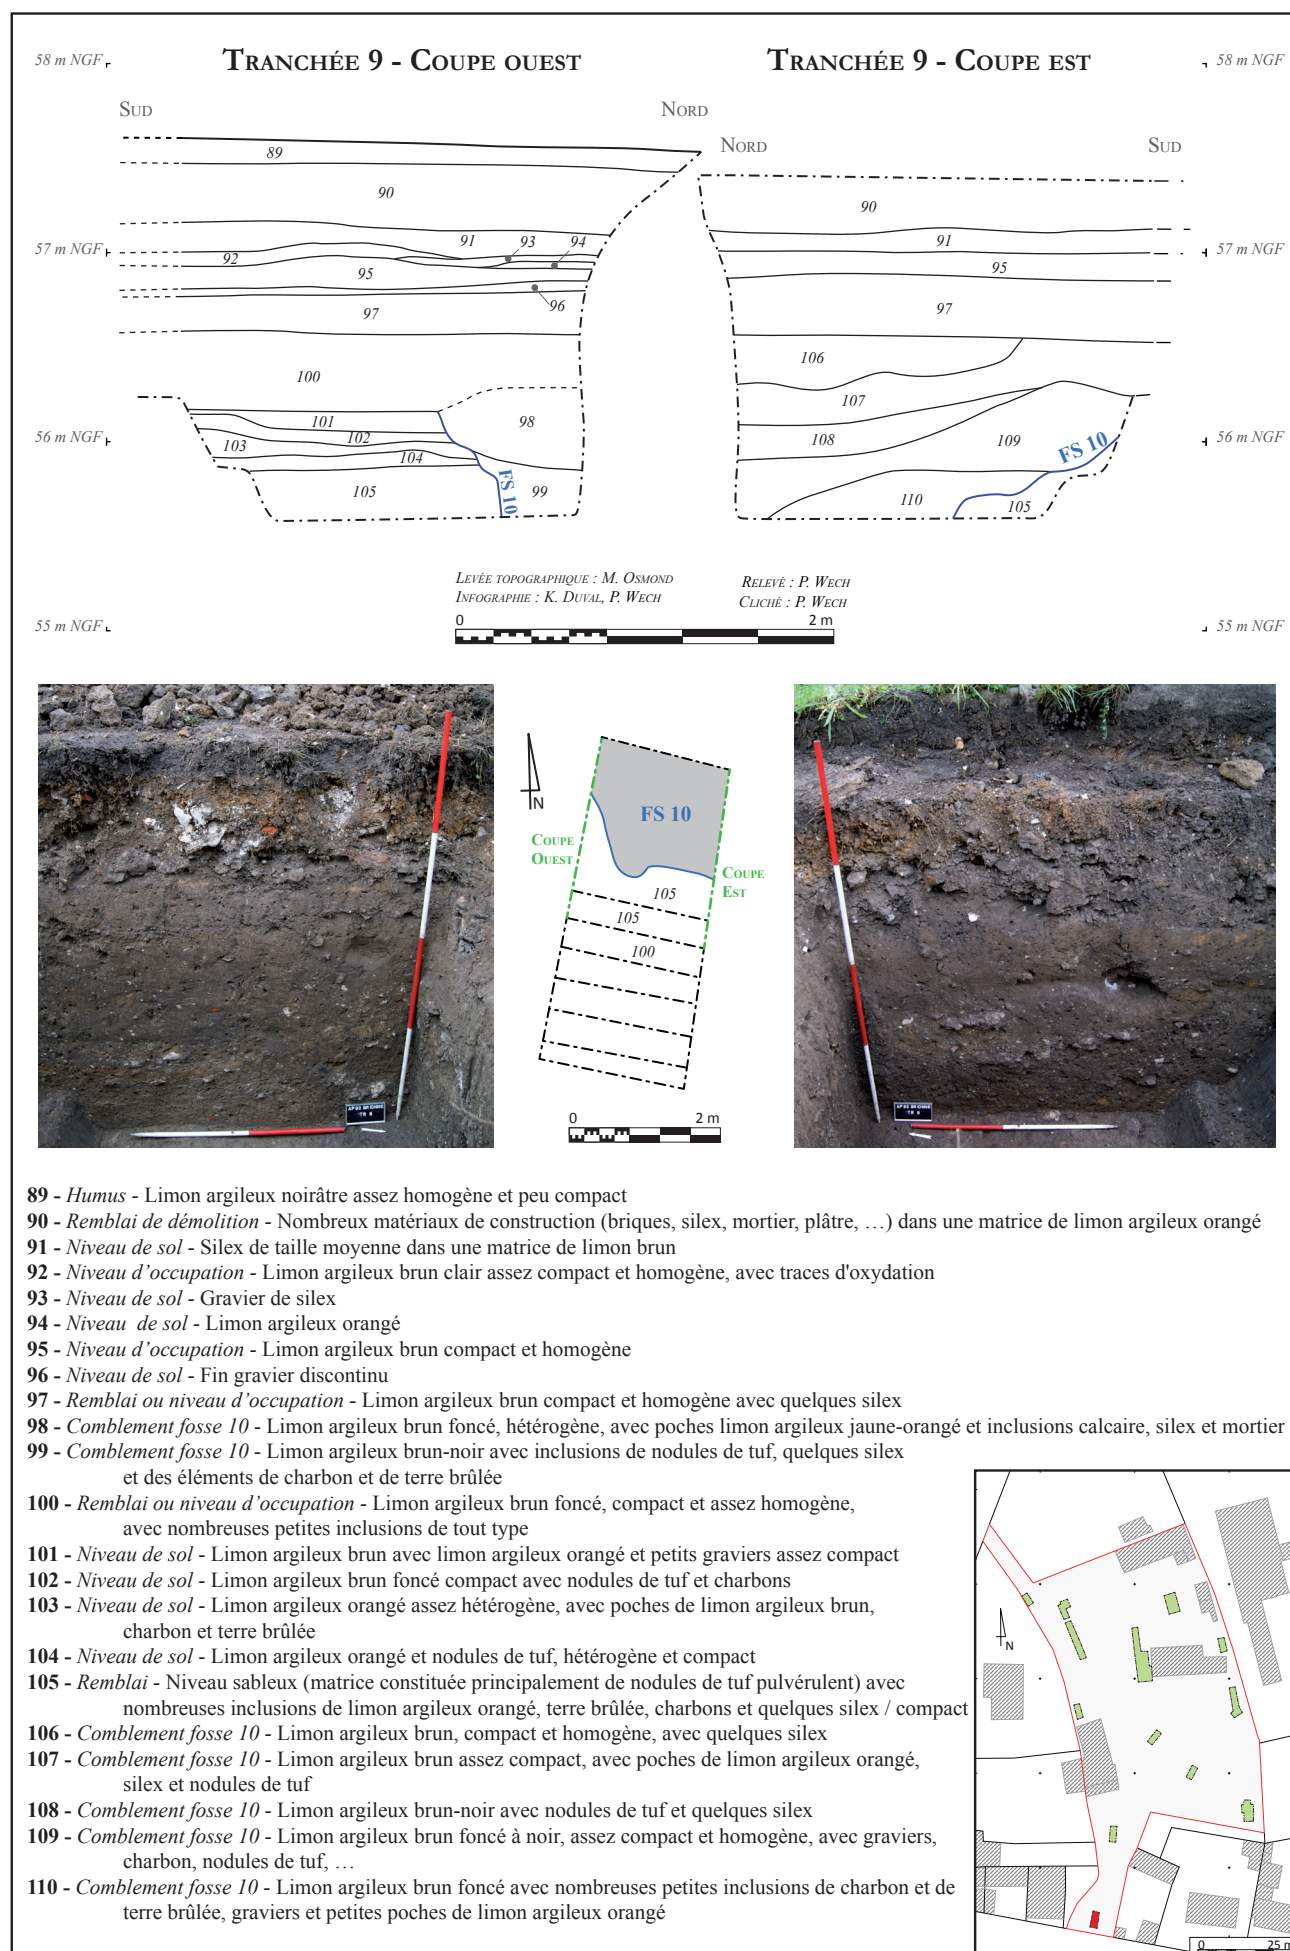 TRANCHÉE 9 - COUPE OUEST
TRANCHÉE 9 - COUPE EST
58 m NGF
58 m NGF
SUD
NORD
NORD
SUD
89
90
90
57 m NGF
91
93
94
91
57 m NGF
92
95
95
96
97
97
100
106
107
101
98
56 m NGF
103
102
108
109
FS 10
56 m NGF
104
105
FS 10
99
110
105
LEVÉE TOPOGRAPHIQUE : M. OSMOND
INFOGRAPHIE : K. DUVAL, P. WECH
RELEVÉ : P. WECH
CLICHÉ : P. WECH
0
2 m
55 m NGF
55 m NGF
N
FS 10
COUPE
OUEST
COUPE
EST
105
105
100
0
2 m
89 - Humus - Limon argileux noirâtre assez homogène et peu compact
90 - Remblai de démolition - Nombreux matériaux de construction (briques, silex, mortier, plâtre, …) dans une matrice de limon argileux orangé
91 - Niveau de sol - Silex de taille moyenne dans une matrice de limon brun
92 - Niveau d’occupation - Limon argileux brun clair assez compact et homogène, avec traces d'oxydation
93 - Niveau de sol - Gravier de silex
94 - Niveau de sol - Limon argileux orangé
95 - Niveau d’occupation - Limon argileux brun compact et homogène
96 - Niveau de sol - Fin gravier discontinu
97 - Remblai ou niveau d’occupation - Limon argileux brun compact et homogène avec quelques silex
98 - Comblement fosse 10 - Limon argileux brun foncé, hétérogène, avec poches limon argileux jaune-orangé et inclusions calcaire, silex et mortier
99 - Comblement fosse 10 - Limon argileux brun-noir avec inclusions de nodules de tuf, quelques silex
et des éléments de charbon et de terre brûlée
100 - Remblai ou niveau d’occupation - Limon argileux brun foncé, compact et assez homogène,
avec nombreuses petites inclusions de tout type
101 - Niveau de sol - Limon argileux brun avec limon argileux orangé et petits graviers assez compact
102 - Niveau de sol - Limon argileux brun foncé compact avec nodules de tuf et charbons
103 - Niveau de sol - Limon argileux orangé assez hétérogène, avec poches de limon argileux brun,
charbon et terre brûlée
104 - Niveau de sol - Limon argileux orangé et nodules de tuf, hétérogène et compact
105 - Remblai - Niveau sableux (matrice constituée principalement de nodules de tuf pulvérulent) avec
nombreuses inclusions de limon argileux orangé, terre brûlée, charbons et quelques silex / compact
106 - Comblement fosse 10 - Limon argileux brun, compact et homogène, avec quelques silex
107 - Comblement fosse 10 - Limon argileux brun assez compact, avec poches de limon argileux orangé,
silex et nodules de tuf
108 - Comblement fosse 10 - Limon argileux brun-noir avec nodules de tuf et quelques silex
109 - Comblement fosse 10 - Limon argileux brun foncé à noir, assez compact et homogène, avec graviers,
charbon, nodules de tuf, …
110 - Comblement fosse 10 - Limon argileux brun foncé avec nombreuses petites inclusions de charbon et de
terre brûlée, graviers et petites poches de limon argileux orangé
N
0
25 m